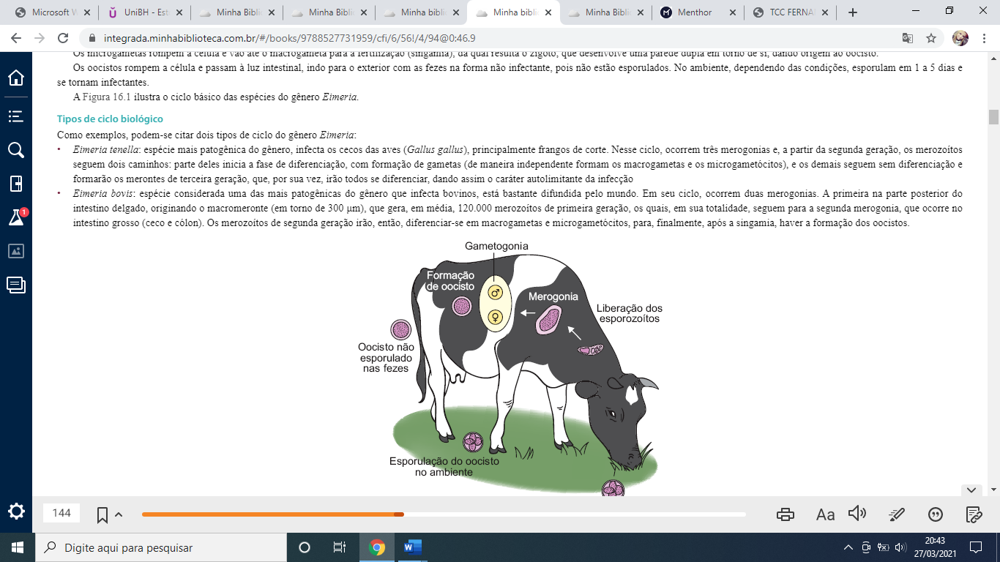 Microsoft W
UniBH - Est
Minha Bibli
Minha Bibli
Minha bibli
Minha bibli
Minha Bibli
Menthor
TCC FERNA
integrada.minhabiblioteca.com.br/#/books/9788527731959/cfi/6/56!/4/94@0:46.9
Os microgametas rompem a célula e vão até o macrogameta para a fertilização (singamia), da qual resulta o zigoto, que desenvolve uma parede dupla em torno de si, dando origem ao oocisto.
Os oocistos rompem a célula e passam à luz intestinal, indo para o exterior com as fezes na forma não infectante, pois não estão esporulados. No ambiente, dependendo das condições, esporulam em 1 a 5 dias e
se tornam infectantes.
A Figura 16.1 ilustra o ciclo básico das espécies do gênero Eimeria.
Tipos de ciclo biológico
Como exemplos, podem-se citar dois tipos de ciclo do gênero Eimeria:
• Eimeria tenella: espécie mais patogênica do gênero, infecta os cecos das aves (Gallus gallus), principalmente frangos de corte. Nesse ciclo, ocorrem três merogonias e, a partir da segunda geração, os merozoítos
seguem dois caminhos: parte deles inicia a fase de diferenciação, com formação de gametas (de maneira independente formam os macrogametas e os microgametócitos), e os demais seguem sem diferenciação e
formarão os merontes de terceira geração, que, por sua vez, irão todos se diferenciar, dando assim o caráter autolimitante da infecção
• Eimeria bovis: espécie considerada uma das mais patogênicas do gênero que infecta bovinos, está bastante difundida pelo mundo. Em seu ciclo, ocorrem duas merogonias. A primeira na parte posterior do
intestino delgado, originando o macromeronte (em torno de 300 μm), que gera, em média, 120.000 merozoítos de primeira geração, os quais, em sua totalidade, seguem para a segunda merogonia, que ocorre no
intestino grosso (ceco e cólon). Os merozoítos de segunda geração irão, então, diferenciar-se em macrogametas e microgametócitos, para, finalmente, após a singamia, haver a formação dos oocistos.
Gametogonia
Formação
de oocisto
Merogonia
Liberação dos
esporozoítos
Oocisto não
esporulado
nas fezes
Esporulação do oocisto
no ambiente
1
144
Aa
Digite aqui para pesquisar
20:43
27/03/2021